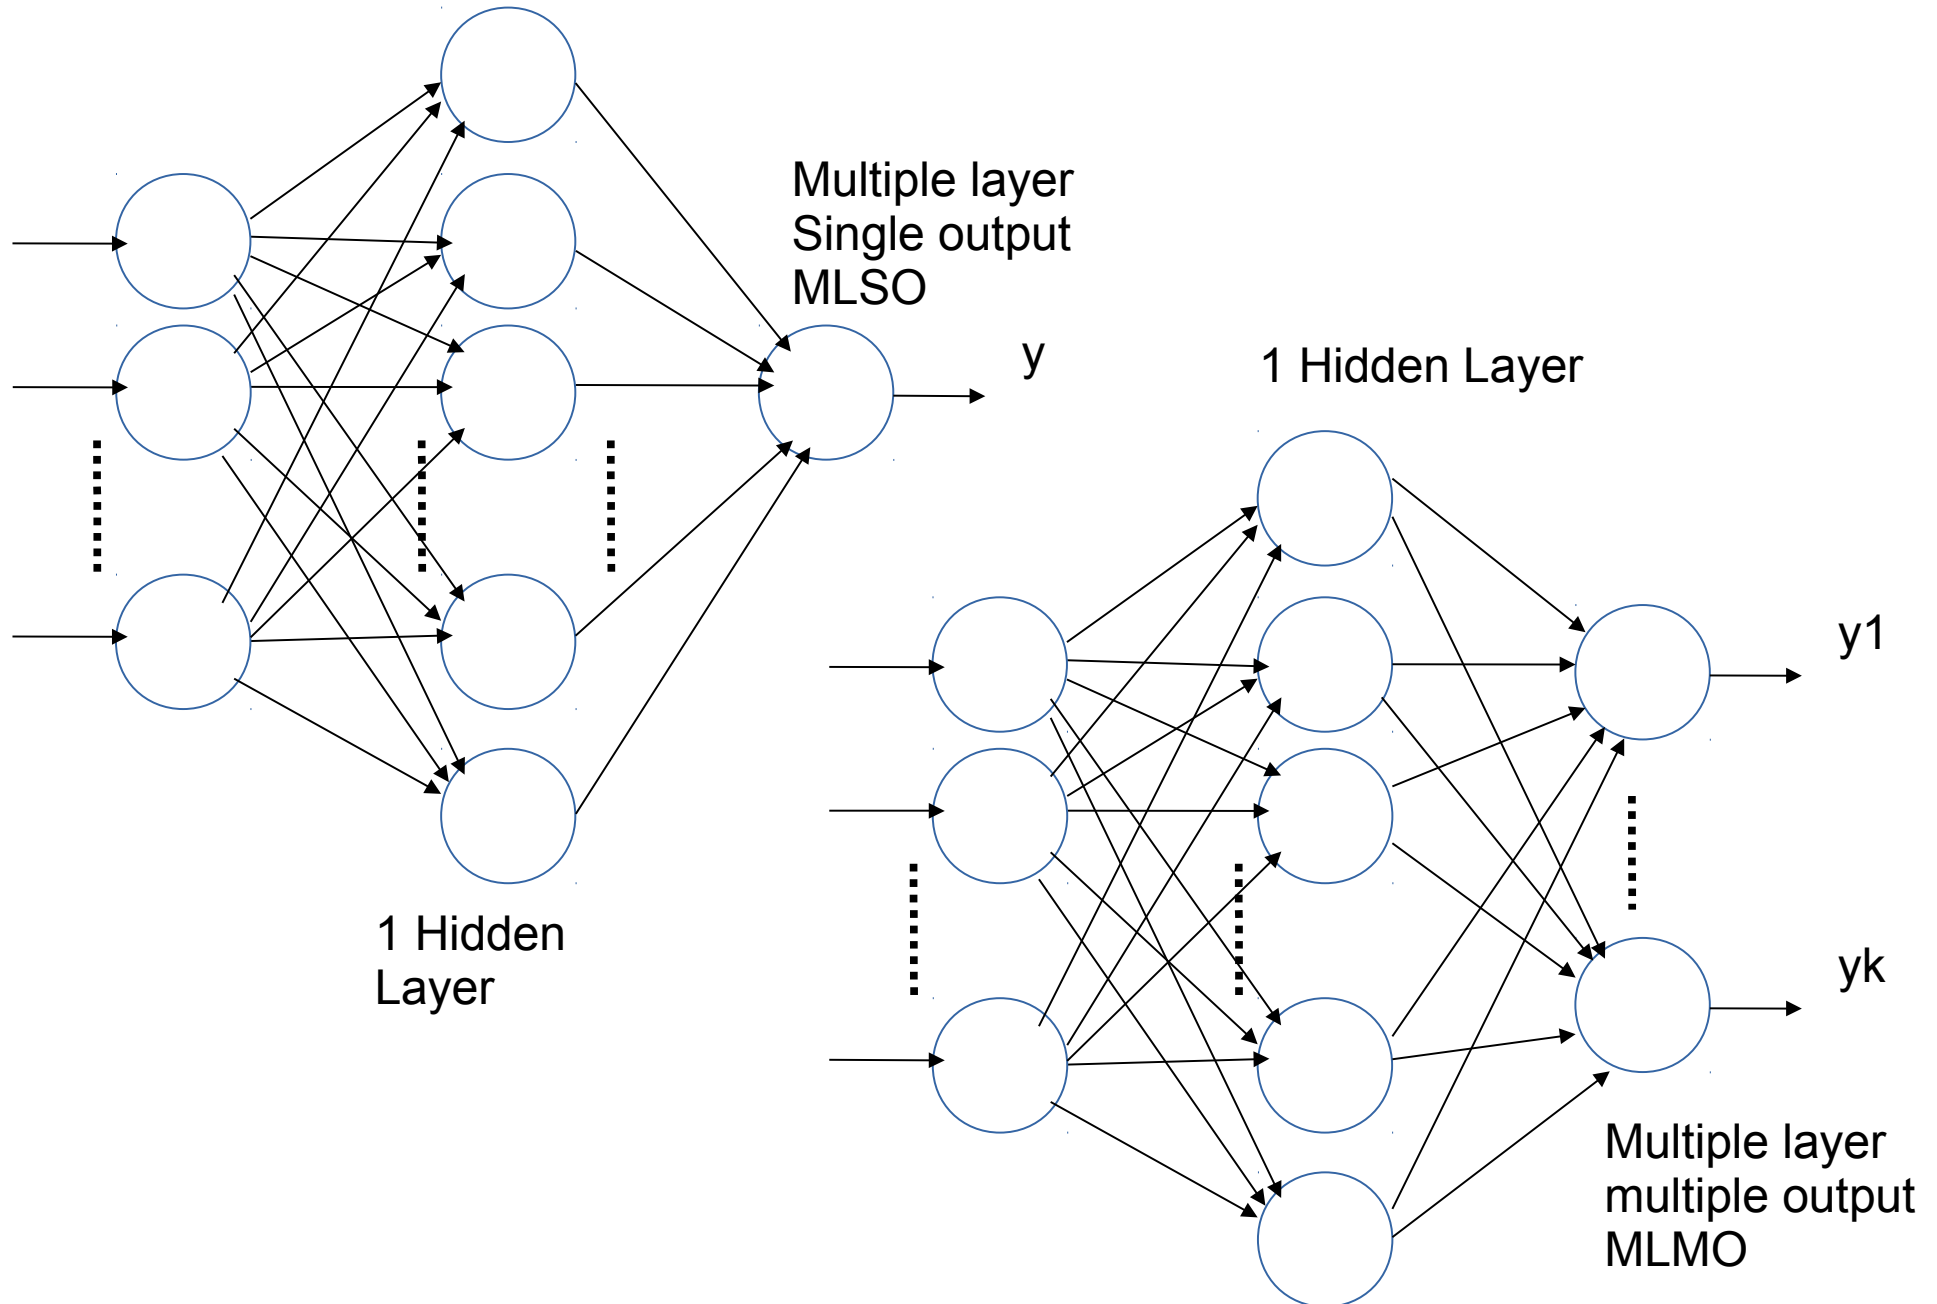 Multiple layer
Single output
MLSO
y
1 Hidden
Layer
1 Hidden Layer
y1
yk
Multiple layer
multiple output
MLMO